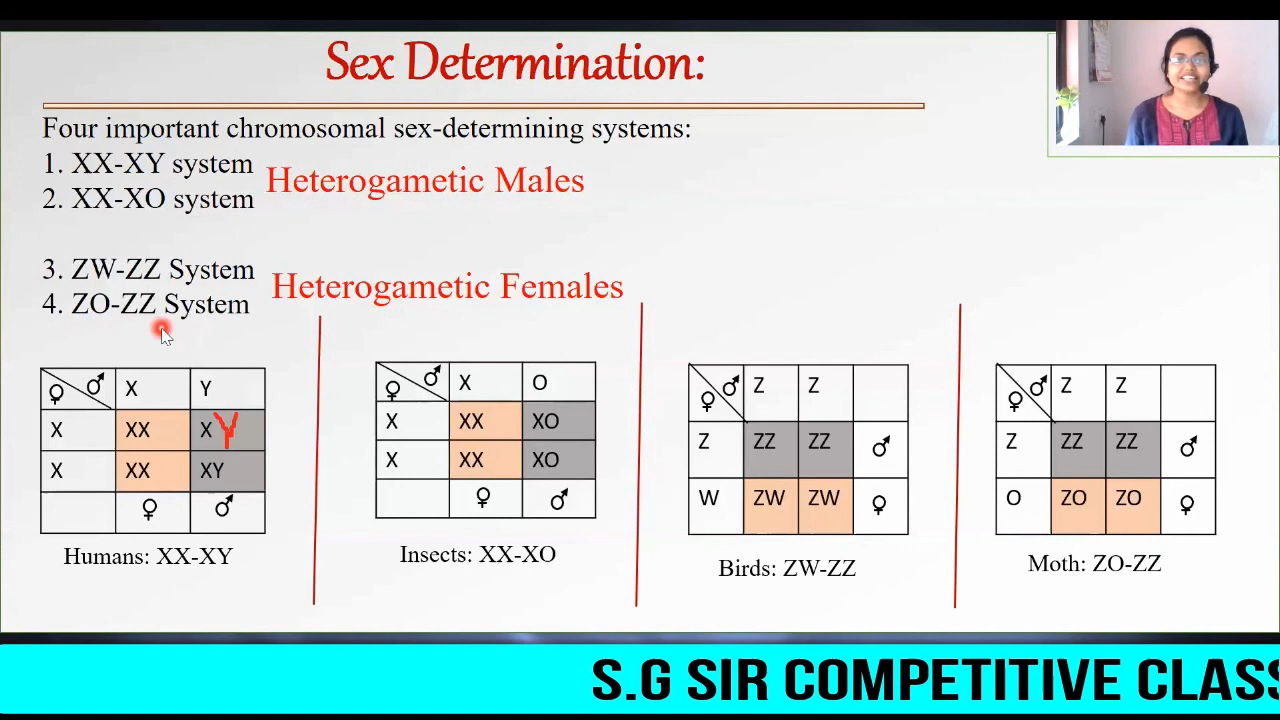 Sex Determination:
Four important chromosomal sex-determining systems:
1. XX-XY system
2. XX-XO system
Heterogametic Males
3. ZW-ZZ System
4. ZO-ZZ System
Heterogametic Females
♀ ♂ X Y
X XX XY
X XX XY
♀ ♂
Humans: XX-XY
♀ ♂ X O
X XX XO
X XX XO
♀ ♂
Insects: XX-XO
♀ ♂ Z Z
Z ZZ ZZ ♂
W ZW ZW ♀
Birds: ZW-ZZ
♀ ♂ Z Z
Z ZZ ZZ ♂
O ZO ZO ♀
Moth: ZO-ZZ
S.G SIR COMPETITIVE CLASS